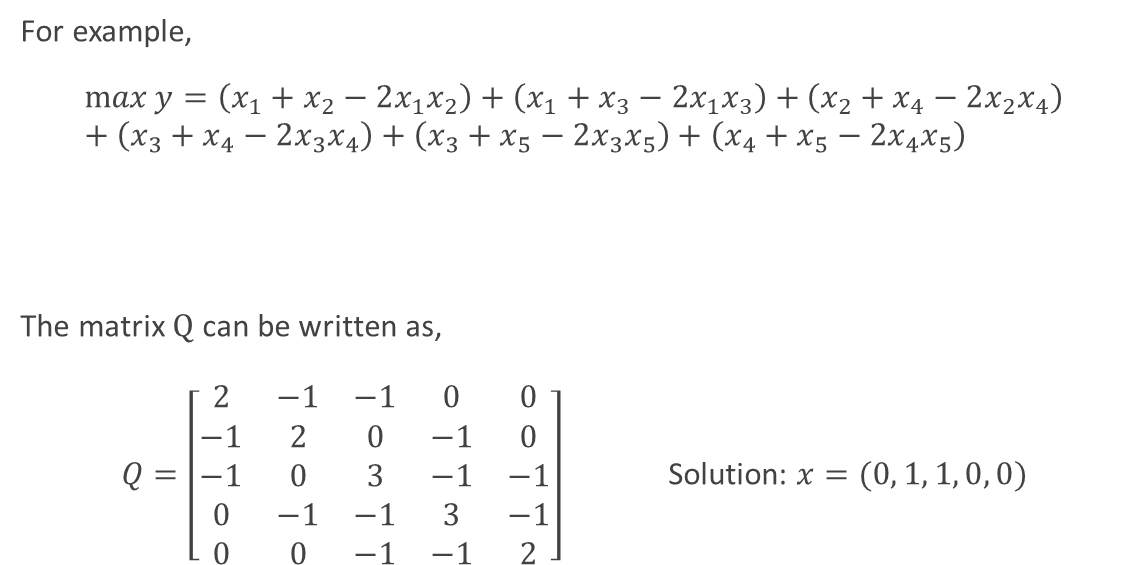 For example,
max y = (x₁ + x₂ − 2x₁x₂) + (x₁ + x₃ − 2x₁x₃) + (x₂ + x₄ − 2x₂x₄)
+ (x₃ + x₄ − 2x₃x₄) + (x₃ + x₅ − 2x₃x₅) + (x₄ + x₅ − 2x₄x₅)
The matrix Q can be written as,
2 −1 −1 0 0
−1 2 0 −1 0
Q = −1 0 3 −1 −1 Solution: x = (0, 1, 1, 0, 0)
0 −1 −1 3 −1
0 0 −1 −1 2